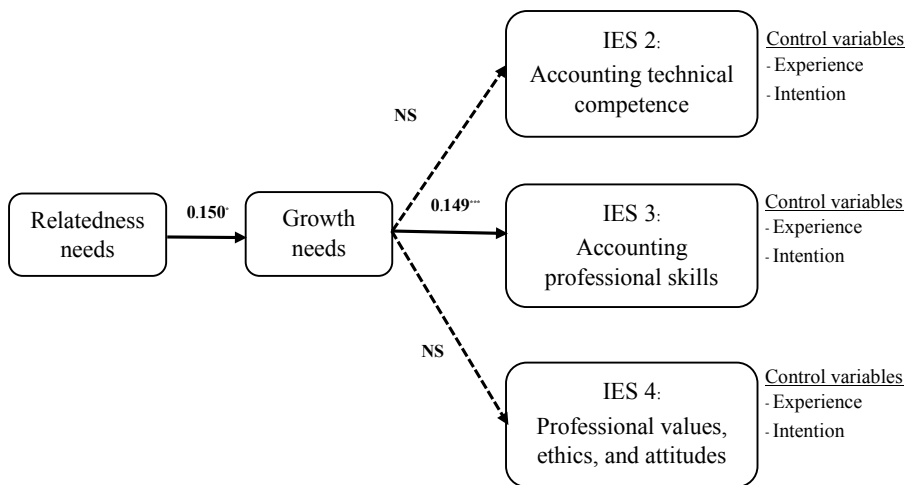 IES 2:
Accounting technical
competence
Control variables
- Experience
- Intention
NS
Relatedness
needs
0.150*
Growth
needs
0.149***
IES 3:
Accounting
professional skills
Control variables
- Experience
- Intention
NS
IES 4:
Professional values,
ethics, and attitudes
Control variables
- Experience
- Intention